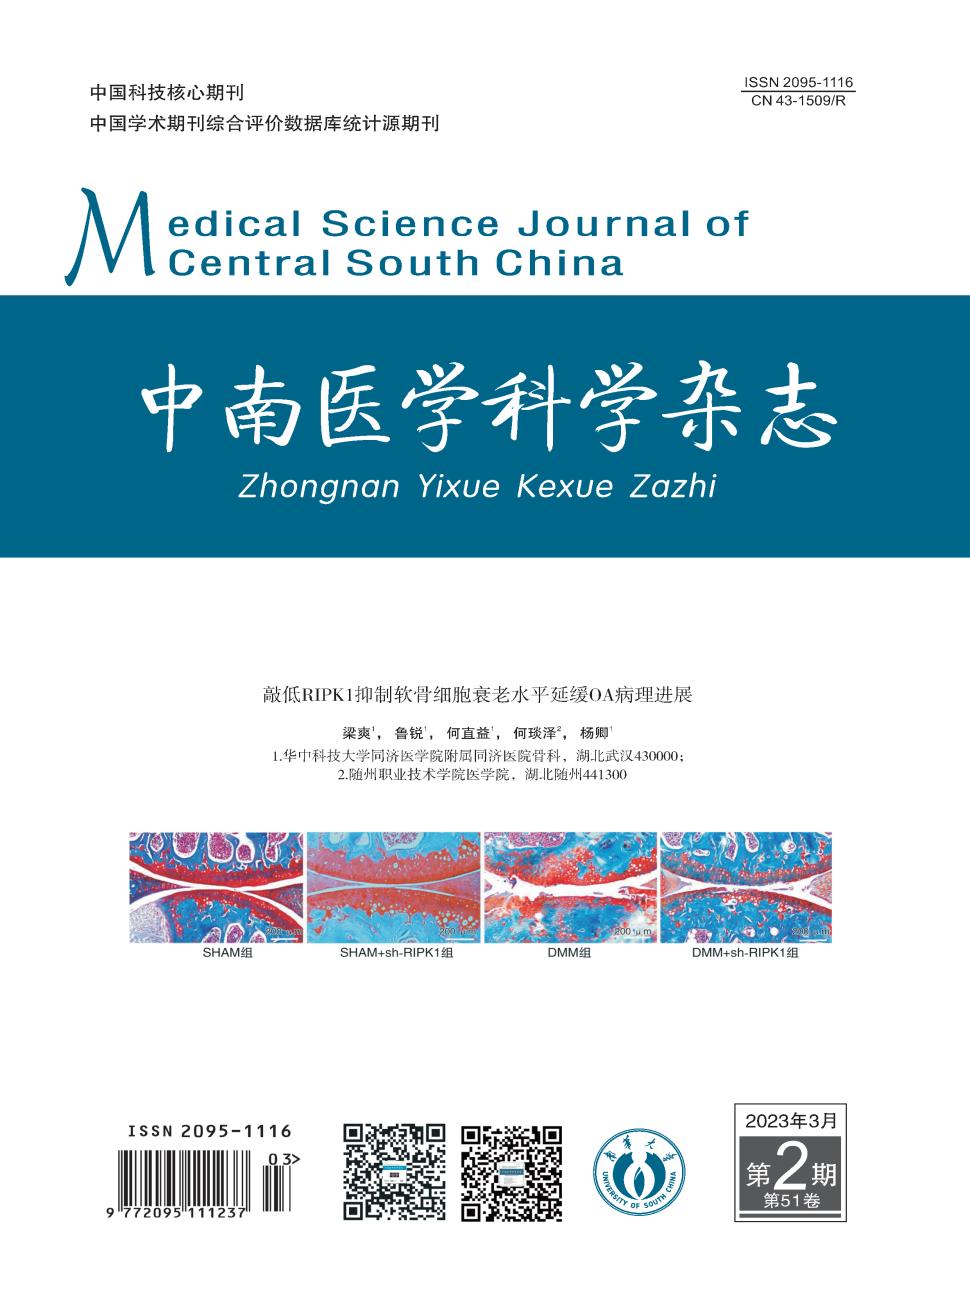 中国科技核心期刊
中国学术期刊综合评价数据库统计源期刊
ISSN 2095-1116
CN 43-1509/R
Medical Science Journal of
Central South China
中南医学科学杂志
Zhongnan Yixue Kexue Zazhi
敲低RIPK1抑制软骨细胞衰老水平延缓OA病理进展
梁爽¹，鲁锐¹，何直益¹，何琰泽²，杨卿¹
1.华中科技大学同济医学院附属同济医院骨科，湖北武汉430000；
2.随州职业技术学院医学院，湖北随州441300
200 μm
200 μm
200 μm
200 μm
SHAM组
SHAM+sh-RIPK1组
DMM组
DMM+sh-RIPK1组
ISSN 2095-1116
03>
9 772095 111237
南华大学
UNIVERSITY OF SOUTH CHINA
2023年3月
第2期
第51卷